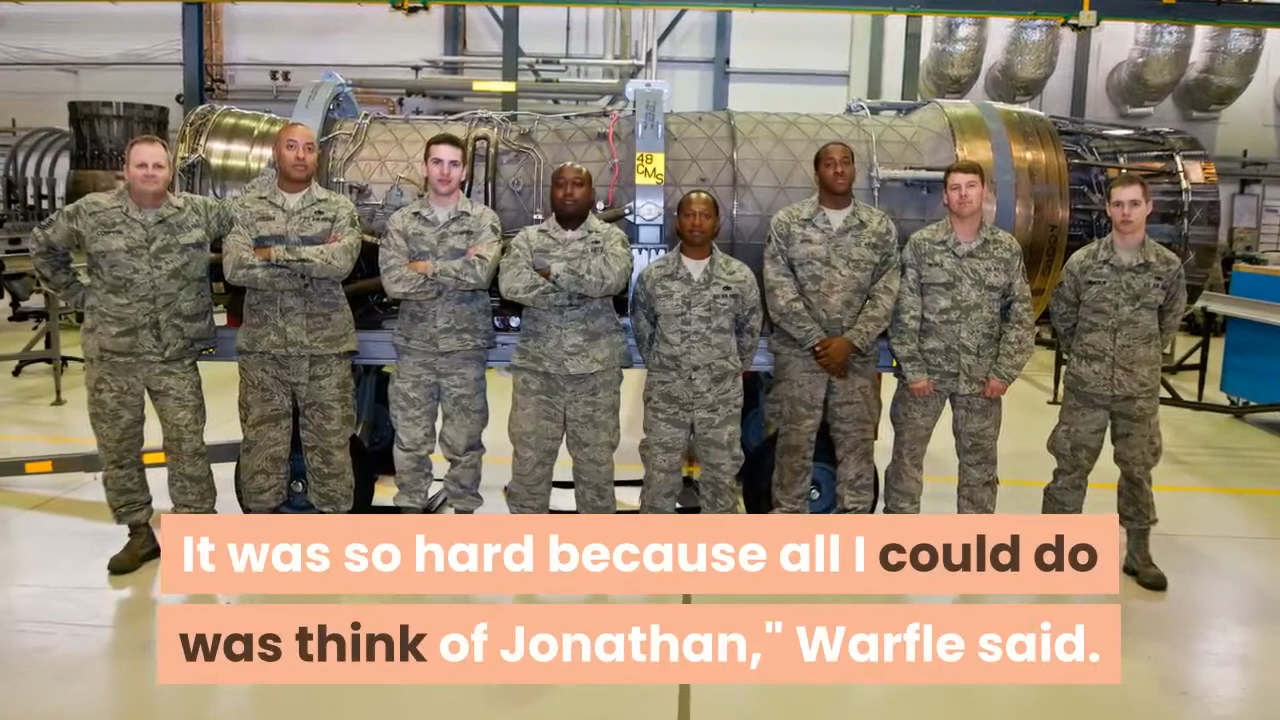 48
CMS
It was so hard because all I could do
was think of Jonathan," Warfle said.